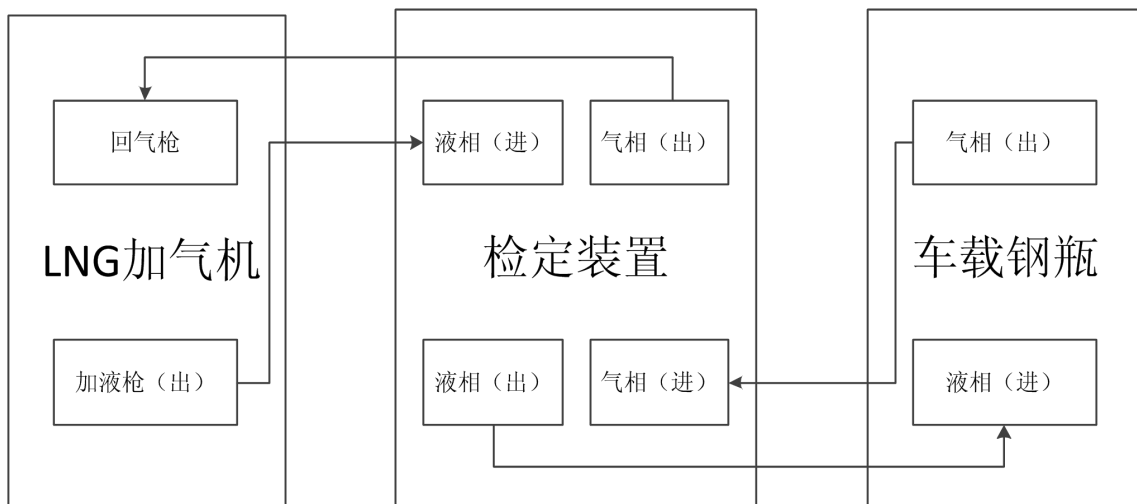 回气枪
液相（进）
气相（出）
气相（出）
LNG加气机
检定装置
车载钢瓶
加液枪（出）
液相（出）
气相（进）
液相（进）